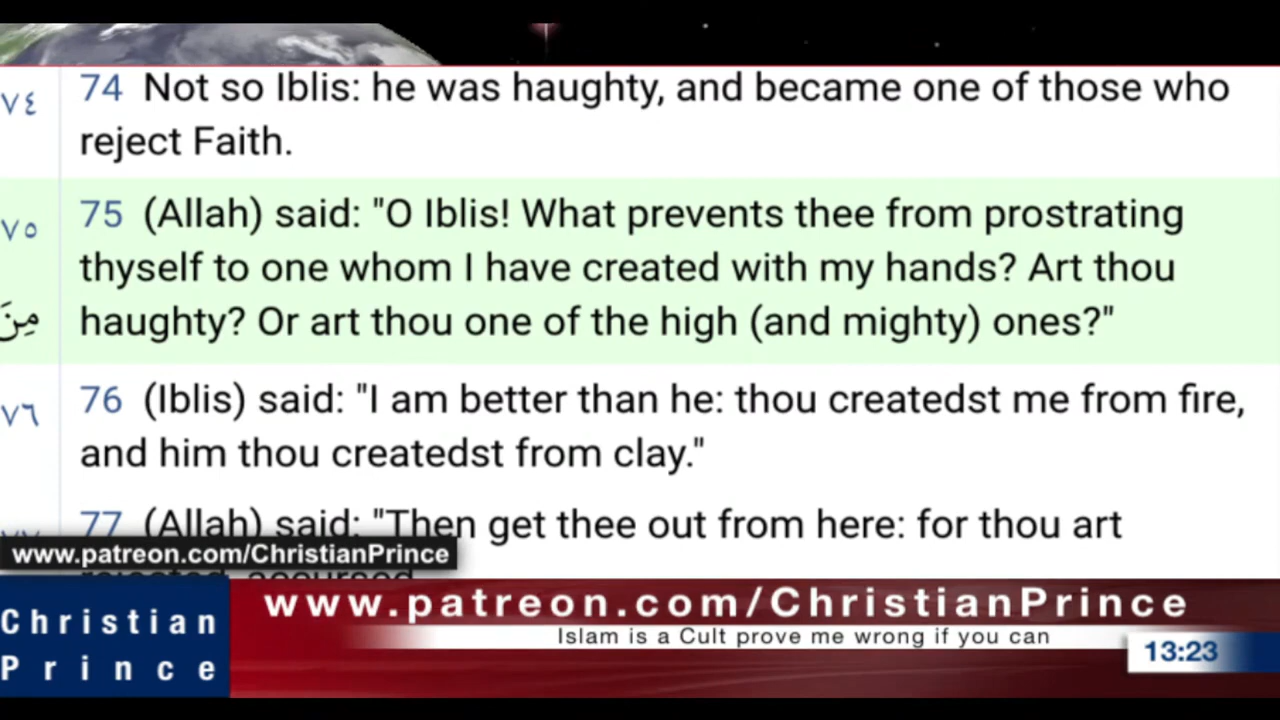 ٧٤ 74 Not so Iblis: he was haughty, and became one of those who
reject Faith.
٧٥ 75 (Allah) said: "O Iblis! What prevents thee from prostrating
thyself to one whom I have created with my hands? Art thou
مِنَ haughty? Or art thou one of the high (and mighty) ones?"
٧٦ 76 (Iblis) said: "I am better than he: thou createdst me from fire,
and him thou createdst from clay."
77 (Allah) said: "Then get thee out from here: for thou art
www.patreon.com/ChristianPrince
rejected, accursed.
www.patreon.com/ChristianPrince
Islam is a Cult prove me wrong if you can
Christian
Prince
13:23